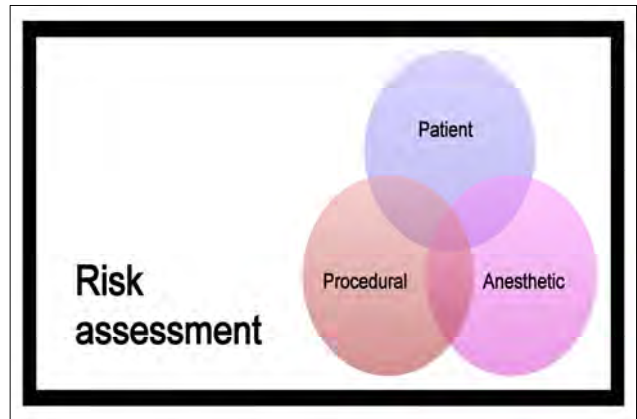 Patient
Procedural
Anesthetic
Risk
assessment